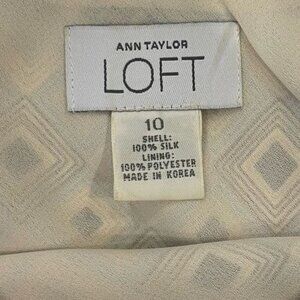 ANN TAYLOR
LOFT
10
SHELL:
100% SILK
LINING:
100% POLYESTER
MADE IN KOREA